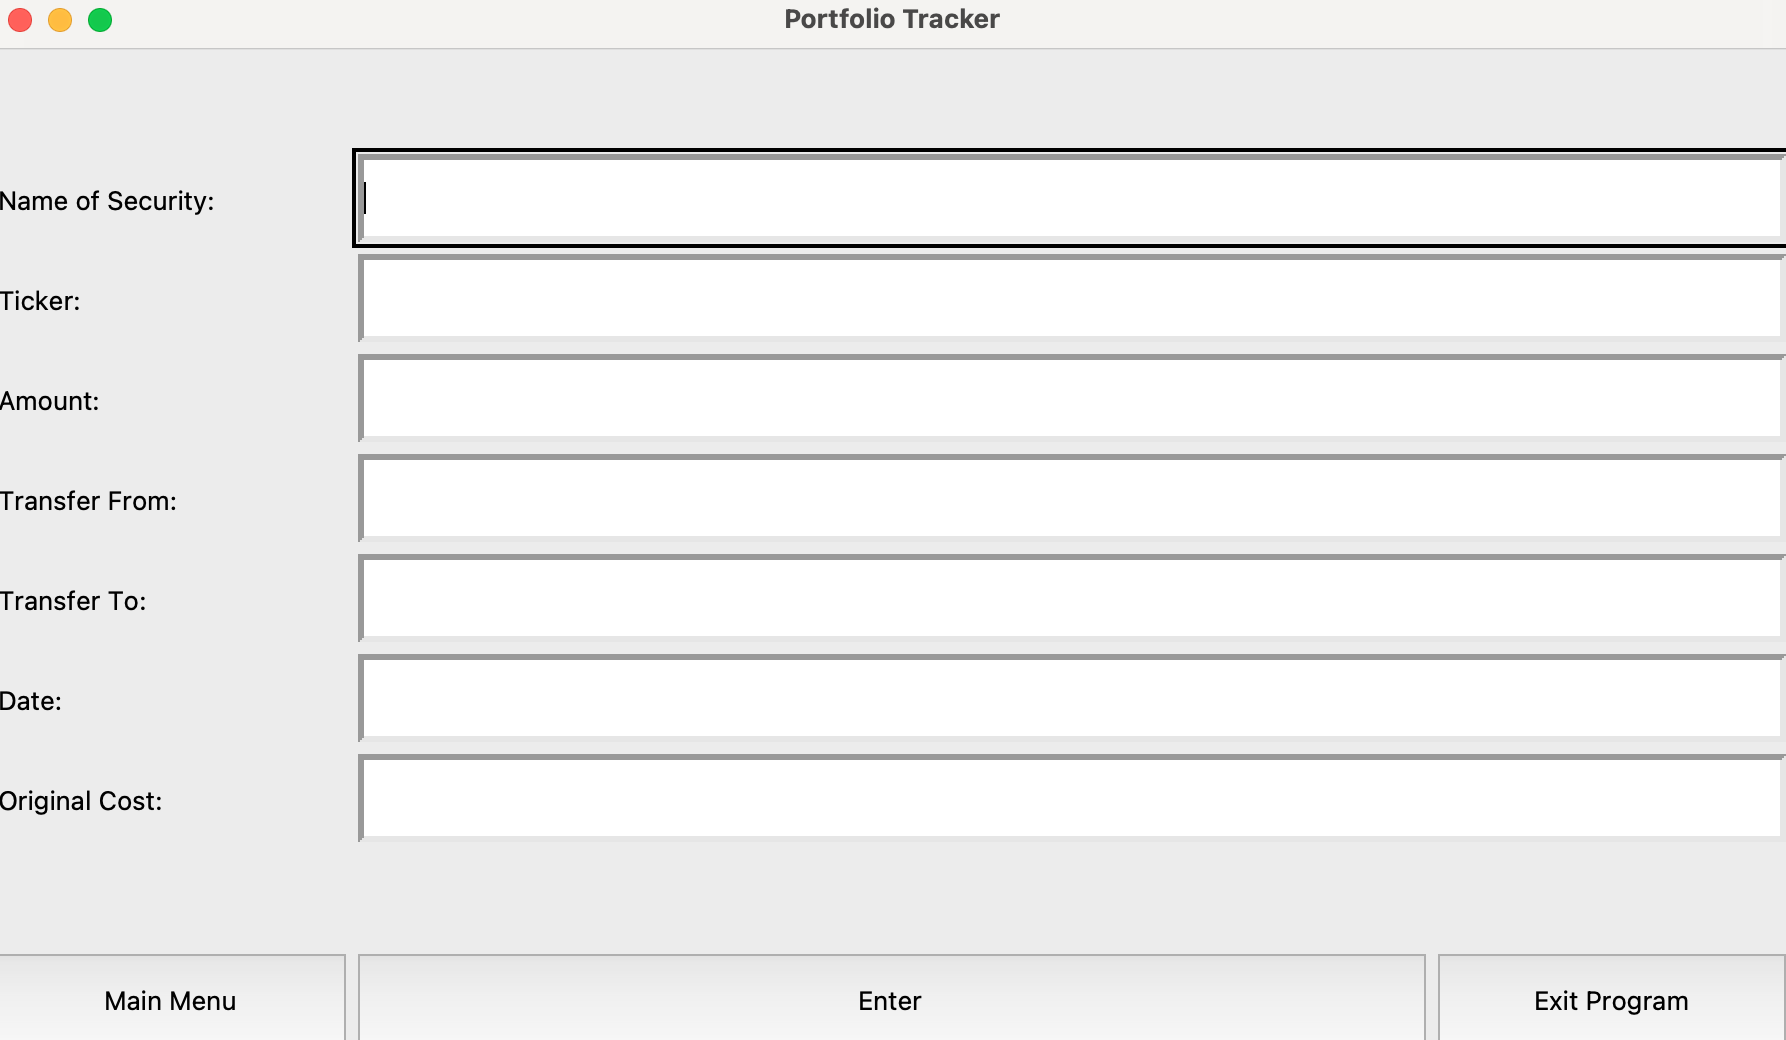 Portfolio Tracker
Name of Security:
Ticker:
Amount:
Transfer From:
Transfer To:
Date:
Original Cost:
Main Menu
Enter
Exit Program